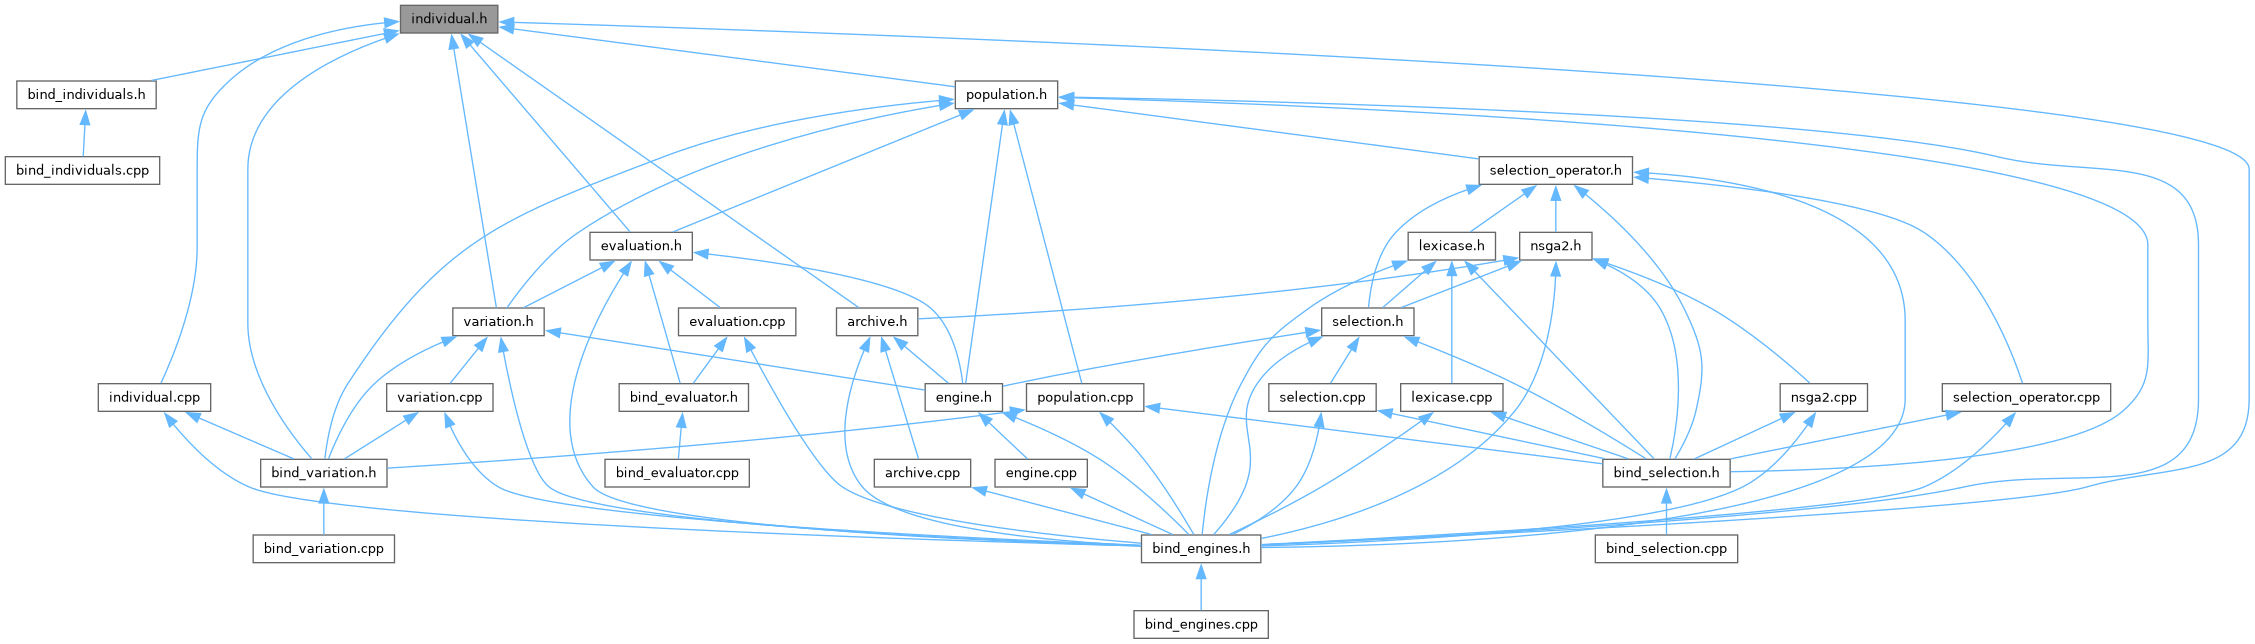 individual.h
bind_individuals.h
population.h
bind_individuals.cpp
selection_operator.h
evaluation.h
lexicase.h
nsga2.h
variation.h
evaluation.cpp
archive.h
selection.h
individual.cpp
variation.cpp
bind_evaluator.h
engine.h
population.cpp
selection.cpp
lexicase.cpp
nsga2.cpp
selection_operator.cpp
bind_variation.h
bind_evaluator.cpp
archive.cpp
engine.cpp
bind_selection.h
bind_variation.cpp
bind_engines.h
bind_selection.cpp
bind_engines.cpp